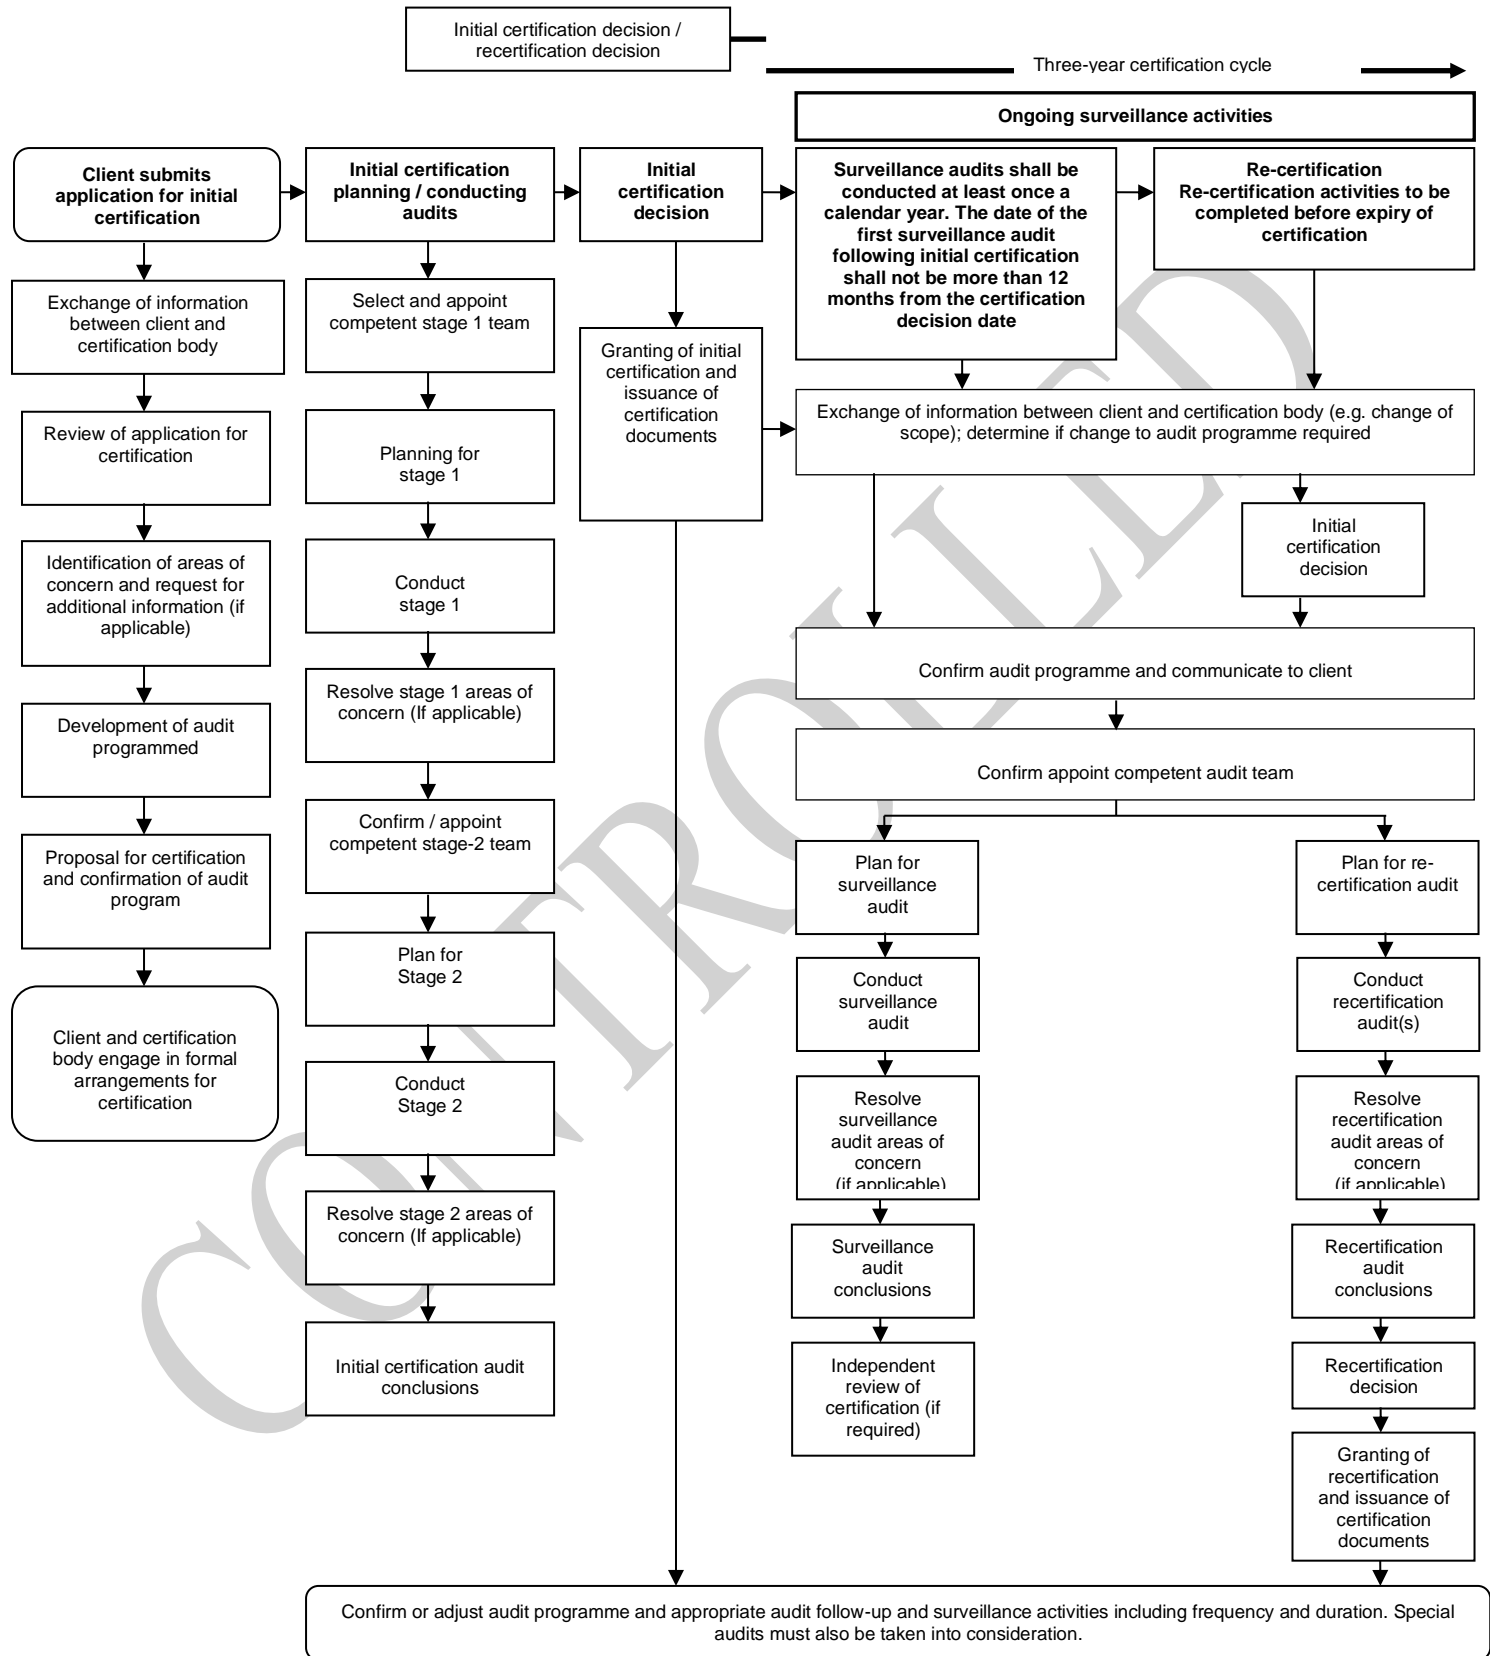 Initial certification decision /
recertification decision
Three-year certification cycle
Ongoing surveillance activities
Client submits
application for initial
certification
Exchange of information
between client and
certification body
Review of application for
certification
Identification of areas of
concern and request for
additional information (if
applicable)
Development of audit
programmed
Proposal for certification
and confirmation of audit
program
Client and certification
body engage in formal
arrangements for
certification
Initial certification
planning / conducting
audits
Select and appoint
competent stage 1 team
Planning for
stage 1
Conduct
stage 1
Resolve stage 1 areas of
concern (If applicable)
Confirm / appoint
competent stage-2 team
Plan for
Stage 2
Conduct
Stage 2
Resolve stage 2 areas of
concern (If applicable)
Initial certification audit
conclusions
Initial
certification
decision
Granting of initial
certification and
issuance of
certification
documents
Surveillance audits shall be
conducted at least once a
calendar year. The date of the
first surveillance audit
following initial certification
shall not be more than 12
months from the certification
decision date
Re-certification
Re-certification activities to be
completed before expiry of
certification
Exchange of information between client and certification body (e.g. change of
scope); determine if change to audit programme required
Initial
certification
decision
Confirm audit programme and communicate to client
Confirm appoint competent audit team
Plan for
surveillance
audit
Conduct
surveillance
audit
Resolve
surveillance
audit areas of
concern
(if applicable)
Surveillance
audit
conclusions
Independent
review of
certification (if
required)
Plan for re-
certification audit
Conduct
recertification
audit(s)
Resolve
recertification
audit areas of
concern
(if applicable)
Recertification
audit
conclusions
Recertification
decision
Granting of
recertification
and issuance of
certification
documents
Confirm or adjust audit programme and appropriate audit follow-up and surveillance activities including frequency and duration. Special
audits must also be taken into consideration.
CONTROLLED